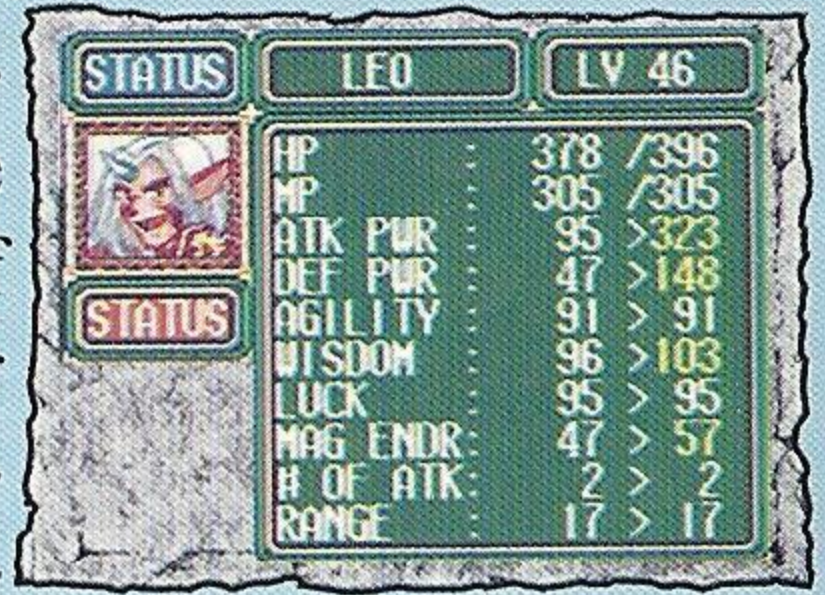 STATUS LEO LV 46
HP : 378 /396
MP : 305 /305
ATK PWR : 95 >323
DEF PWR : 47 >148
STATUS
AGILITY : 91 > 91
WISDOM : 96 >103
LUCK : 95 > 95
MAG ENDR: 47 > 57
# OF ATK: 2 > 2
RANGE : 17 > 17